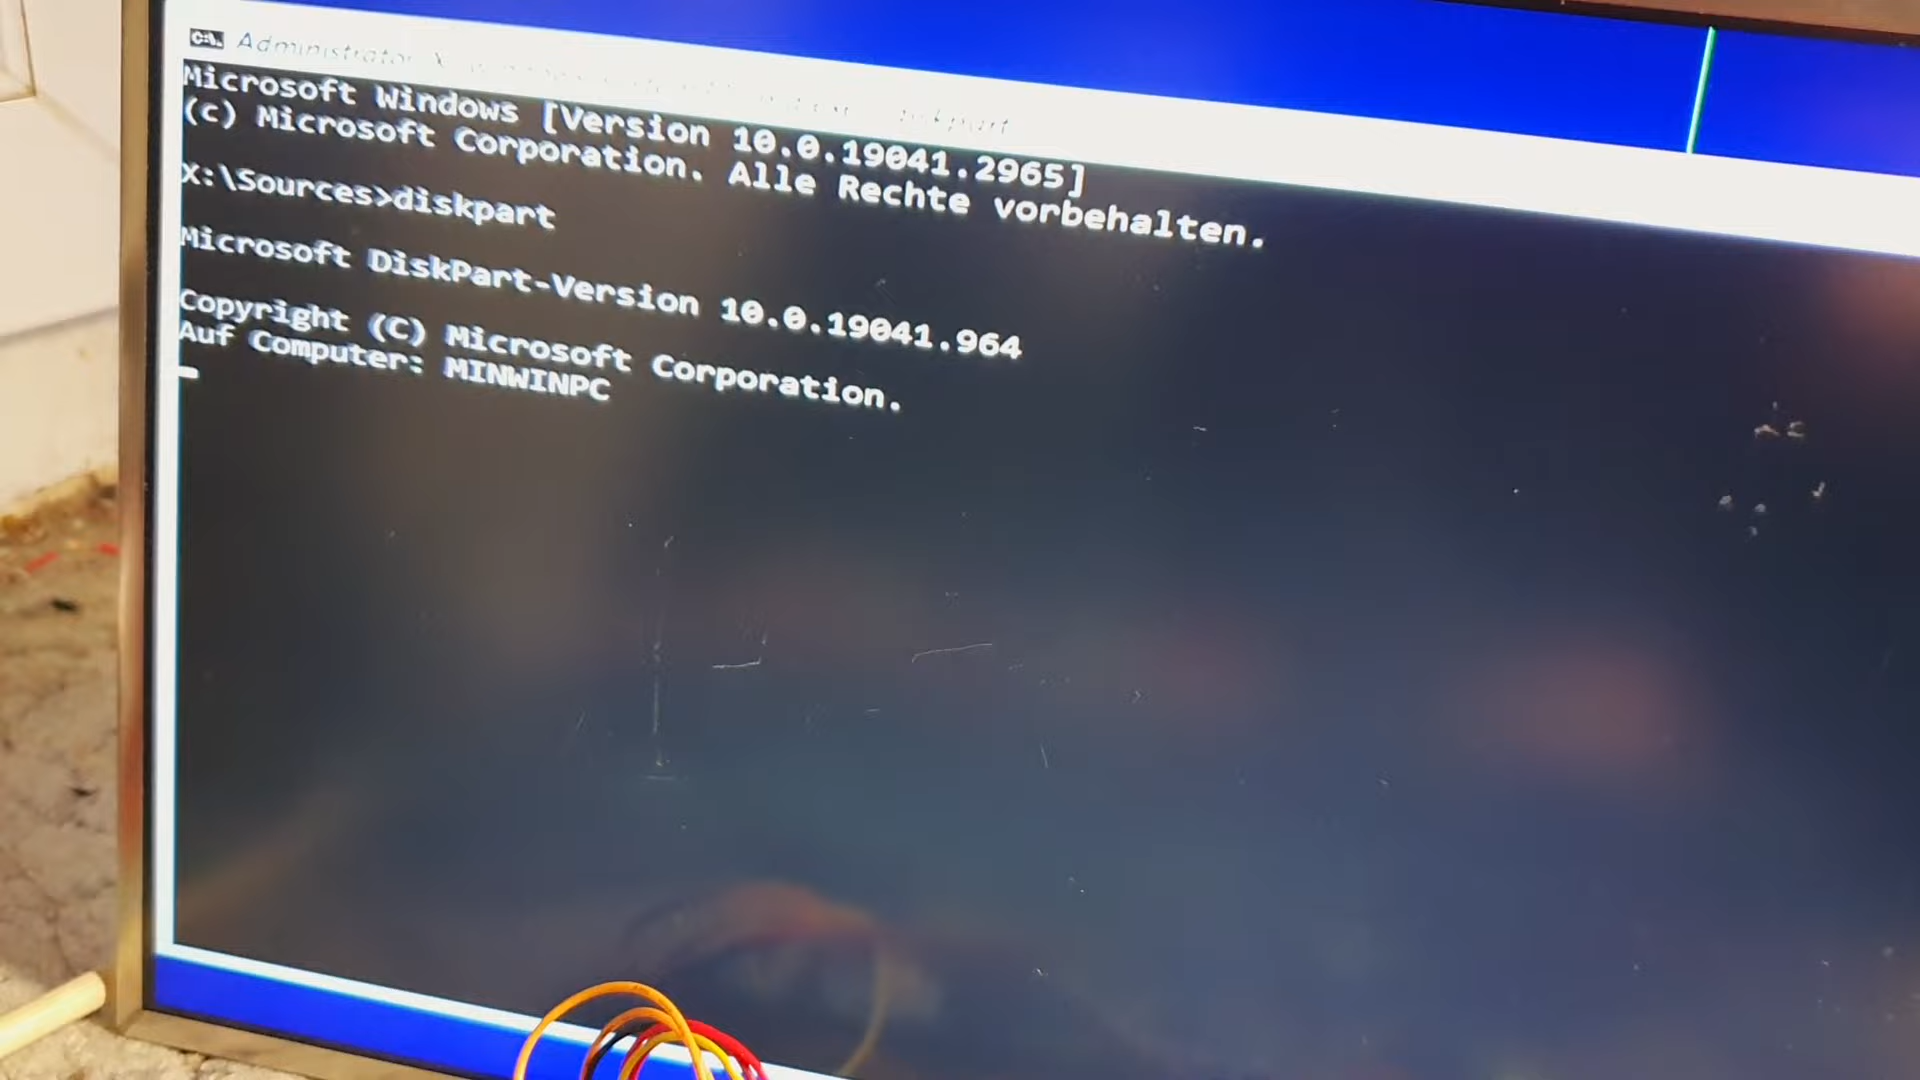 Administrator
Microsoft Windows [Version 10.0.19041.2965]
(c) Microsoft Corporation. Alle Rechte vorbehalten.
X:\Sources>diskpart
Microsoft DiskPart-Version 10.0.19041.964
Copyright (C) Microsoft Corporation.
Auf Computer: MINWINPC